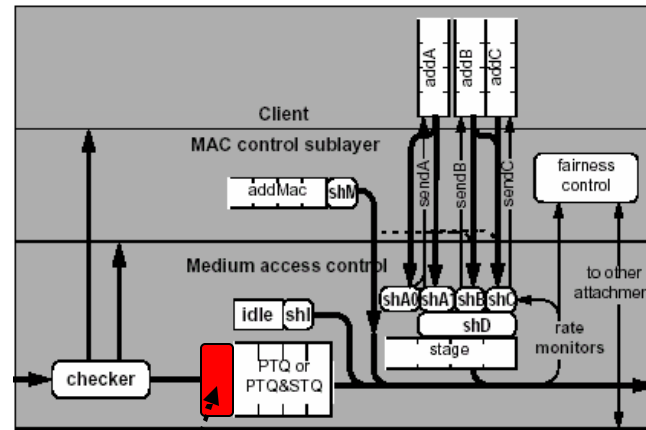 addA
addB
addC
Client
MAC control sublayer
addMac
shM
sendA
sendB
sendC
fairness
control
Medium access control
to other
attachment
idle
shI
shA0
shA1
shB
shC
shD
rate
monitors
stage
checker
PTQ or
PTQ&STQ